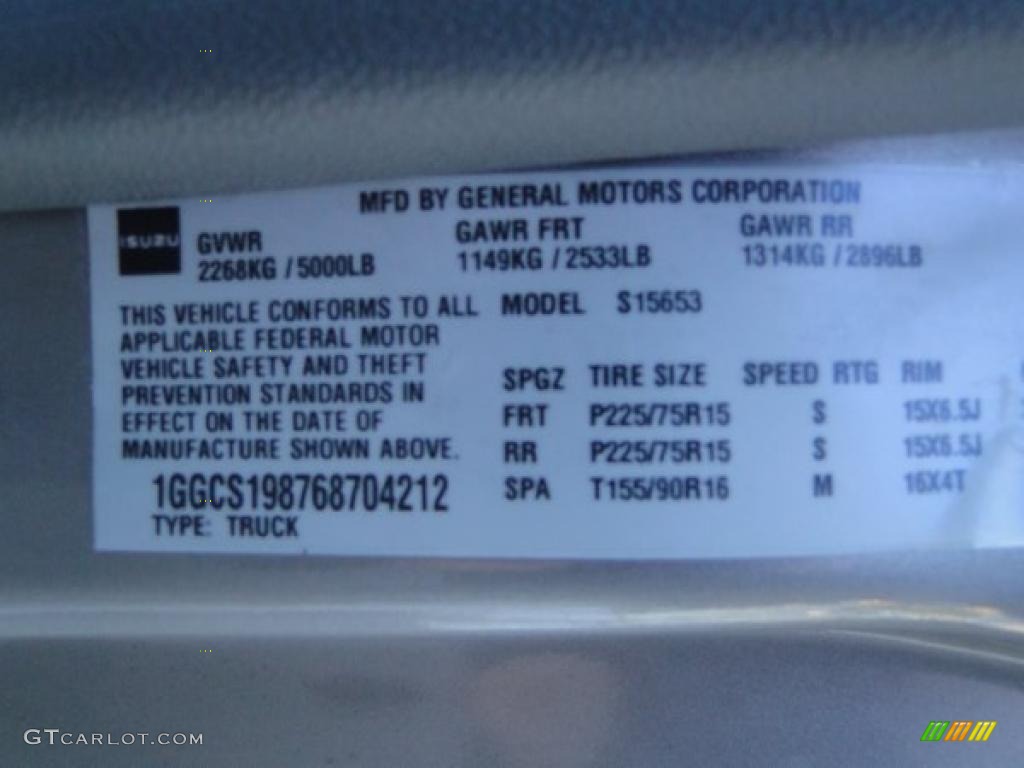 MFD BY GENERAL MOTORS CORPORATION
ISUZU
GVWR GAWR FRT GAWR RR
2268KG / 5000LB 1149KG / 2533LB 1314KG / 2896LB
THIS VEHICLE CONFORMS TO ALL
APPLICABLE FEDERAL MOTOR
VEHICLE SAFETY AND THEFT
PREVENTION STANDARDS IN
EFFECT ON THE DATE OF
MANUFACTURE SHOWN ABOVE.
1GGCS198768704212
TYPE: TRUCK
MODEL S15653
SPGZ TIRE SIZE SPEED RTG RIM
FRT P225/75R15 S 15X6.5J
RR P225/75R15 S 15X6.5J
SPA T155/90R16 M 16X4T
GTCARLOT.COM